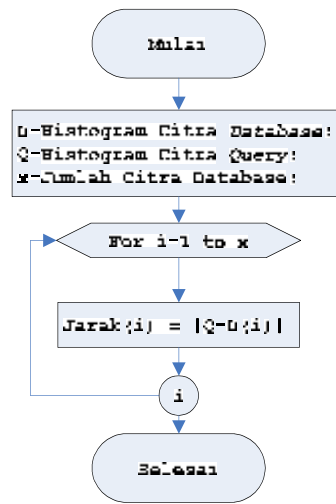 Mulai
D=Histogram Citra Database;
Q=Histogram Citra Query;
x=Jumlah Citra Database;
For i=1 to x
Jarak(i) = |Q-D(i)|
i
Selesai